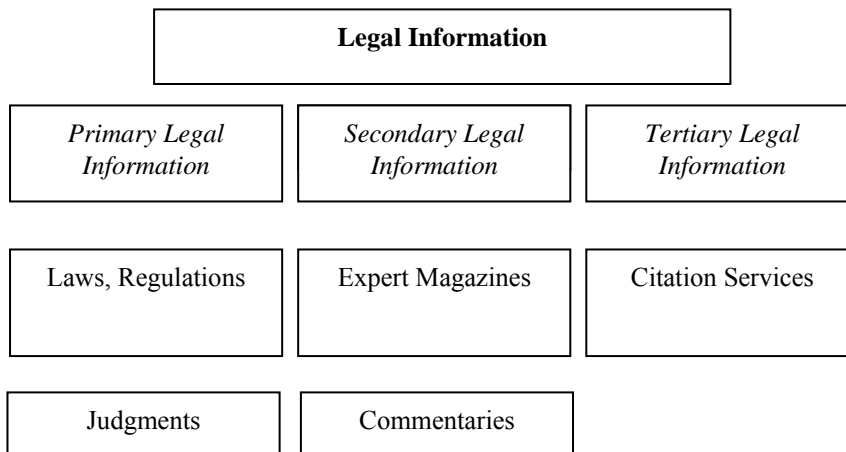 Legal Information
Primary Legal
Information
Secondary Legal
Information
Tertiary Legal
Information
Laws, Regulations
Expert Magazines
Citation Services
Judgments
Commentaries